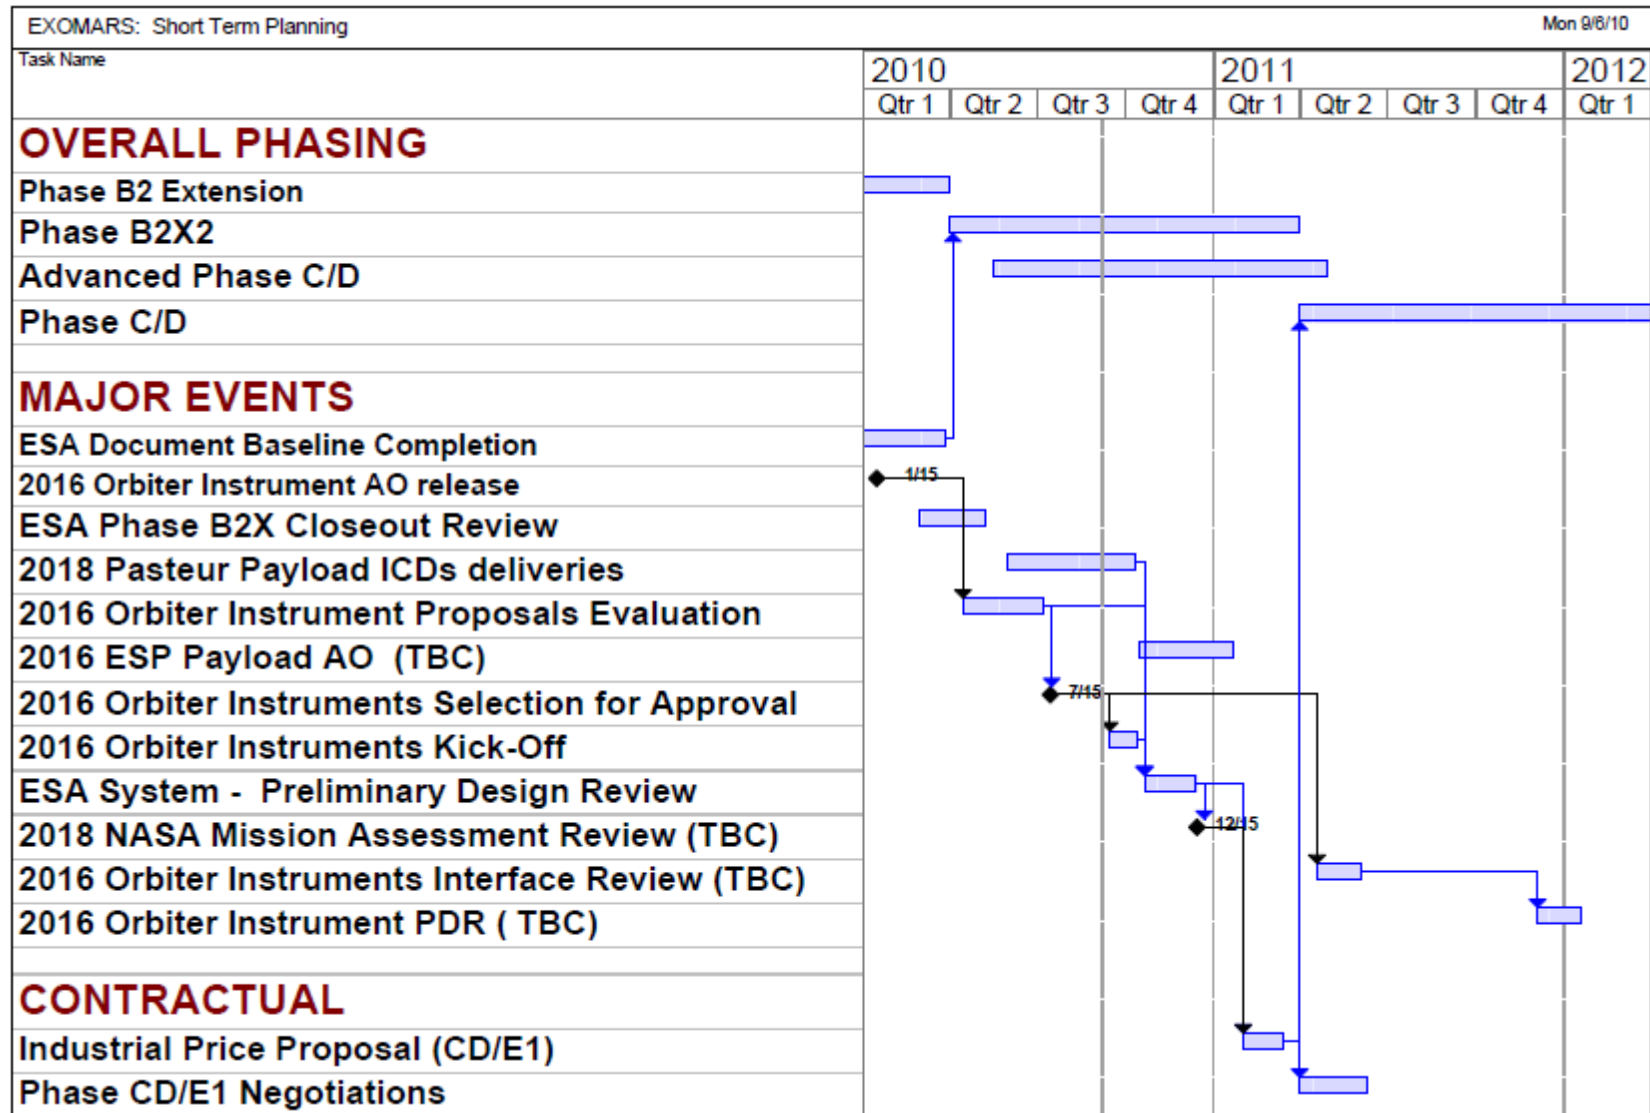 EXOMARS: Short Term Planning
Mon 9/6/10
Task Name
2010 2011 2012
Qtr 1 Qtr 2 Qtr 3 Qtr 4 Qtr 1 Qtr 2 Qtr 3 Qtr 4 Qtr 1
OVERALL PHASING
Phase B2 Extension
Phase B2X2
Advanced Phase C/D
Phase C/D
MAJOR EVENTS
ESA Document Baseline Completion
2016 Orbiter Instrument AO release 1/15
ESA Phase B2X Closeout Review
2018 Pasteur Payload ICDs deliveries
2016 Orbiter Instrument Proposals Evaluation
2016 ESP Payload AO (TBC)
2016 Orbiter Instruments Selection for Approval 7/15
2016 Orbiter Instruments Kick-Off
ESA System - Preliminary Design Review
2018 NASA Mission Assessment Review (TBC) 12/15
2016 Orbiter Instruments Interface Review (TBC)
2016 Orbiter Instrument PDR ( TBC)
CONTRACTUAL
Industrial Price Proposal (CD/E1)
Phase CD/E1 Negotiations